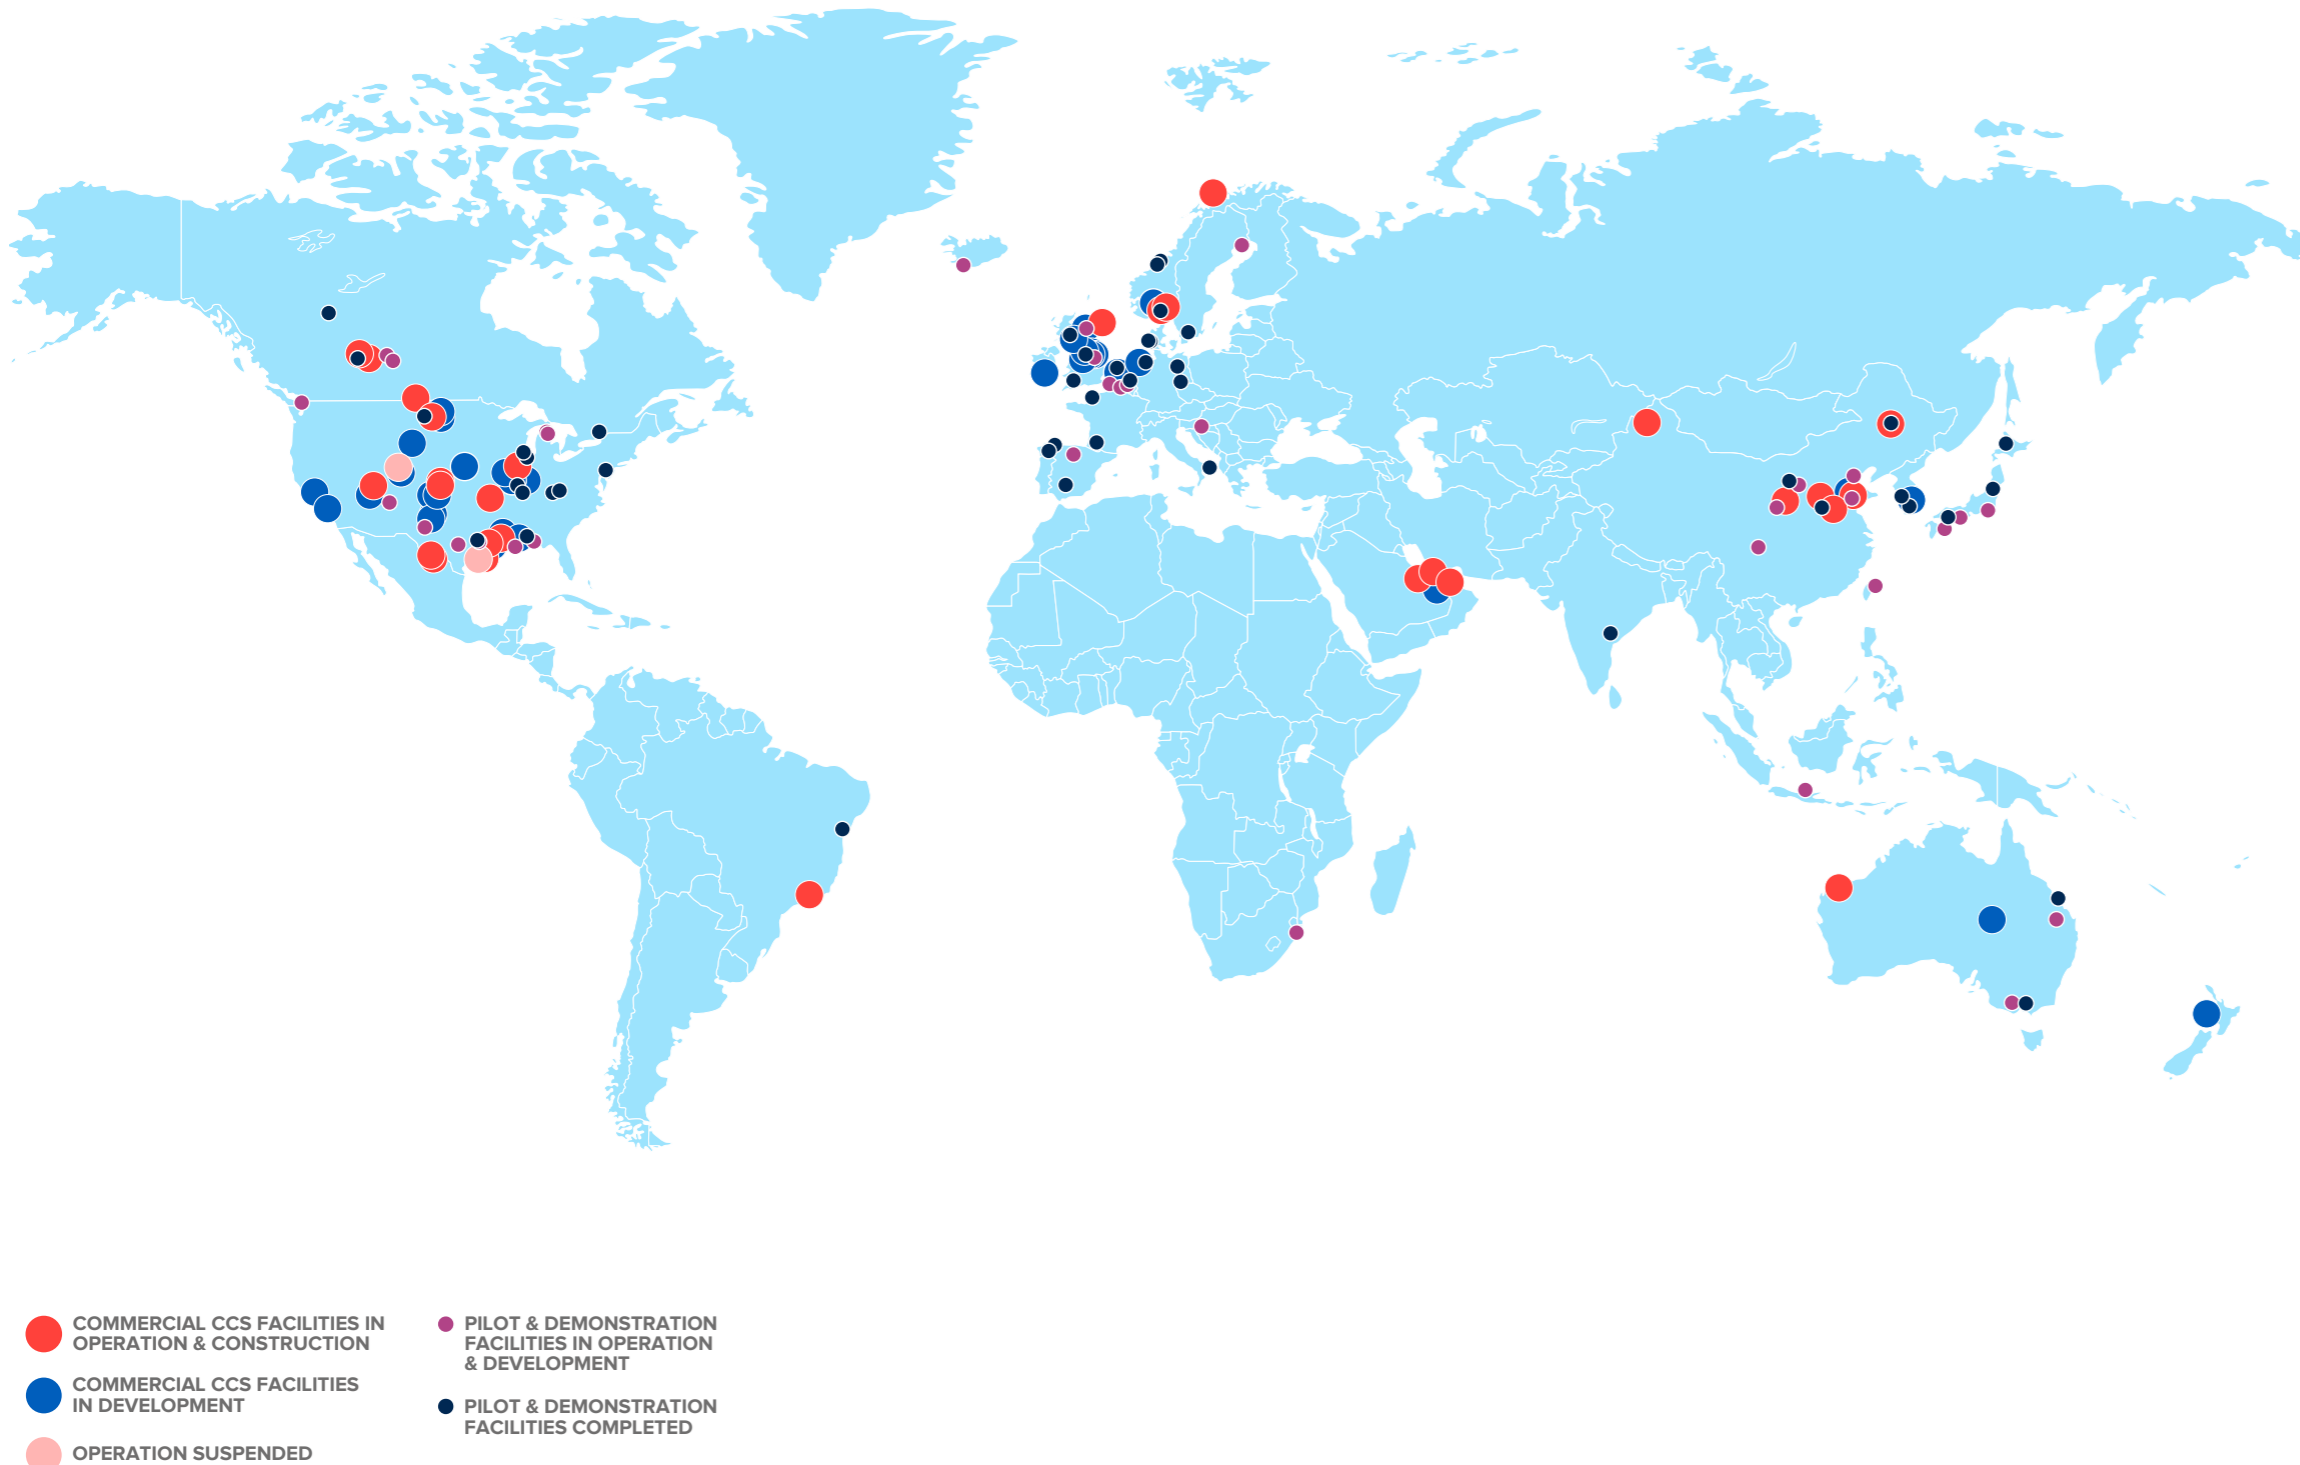 COMMERCIAL CCS FACILITIES IN
OPERATION & CONSTRUCTION
COMMERCIAL CCS FACILITIES
IN DEVELOPMENT
OPERATION SUSPENDED
PILOT & DEMONSTRATION
FACILITIES IN OPERATION
& DEVELOPMENT
PILOT & DEMONSTRATION
FACILITIES COMPLETED